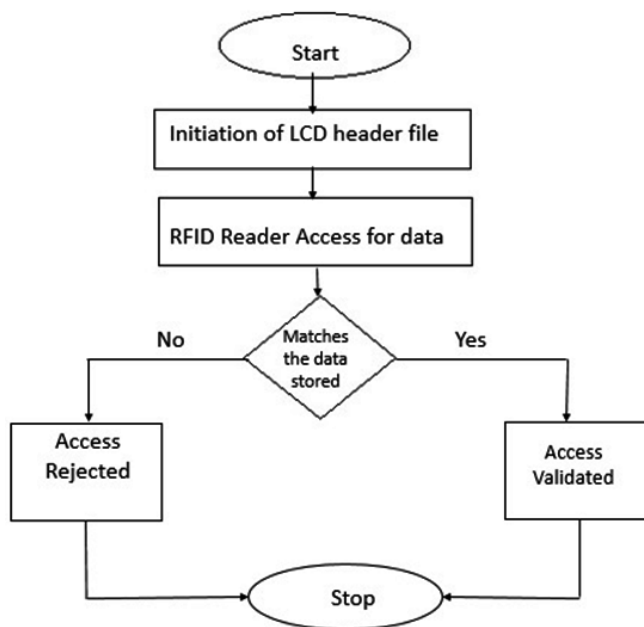 Start
Initiation of LCD header file
RFID Reader Access for data
Matches
the data
stored
No
Yes
Access
Rejected
Access
Validated
Stop